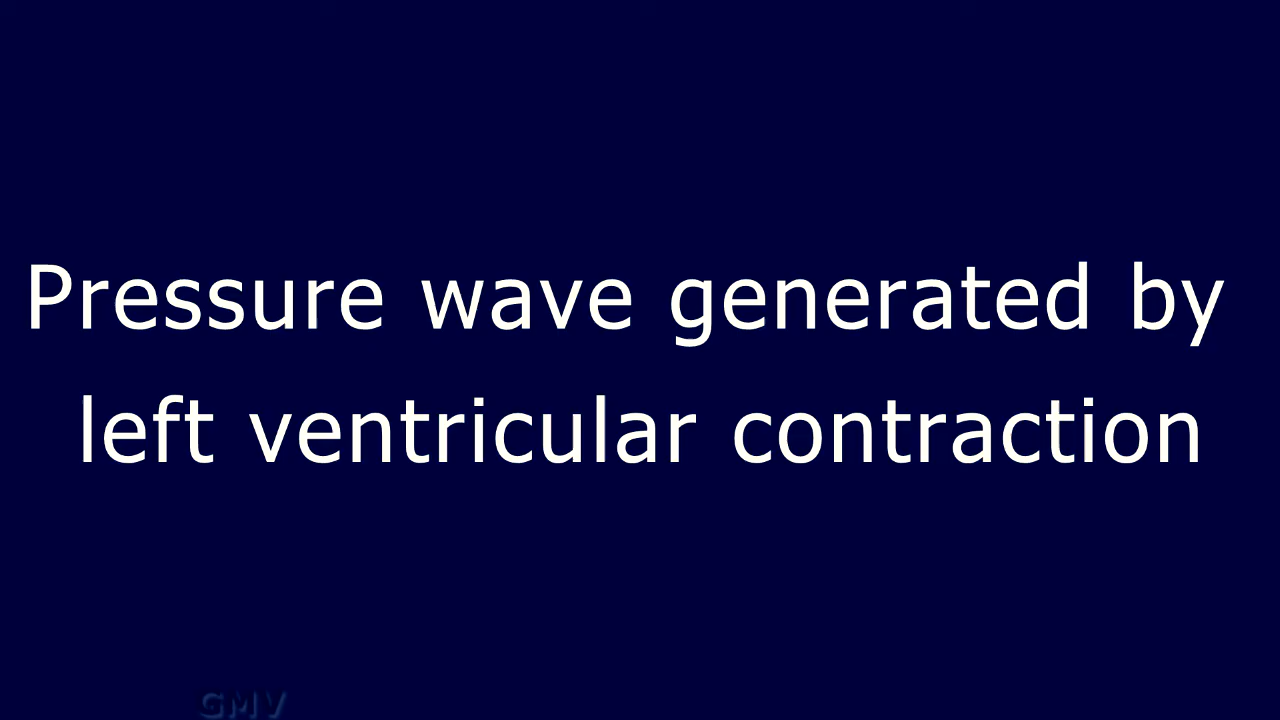 Pressure wave generated by
left ventricular contraction
GMV